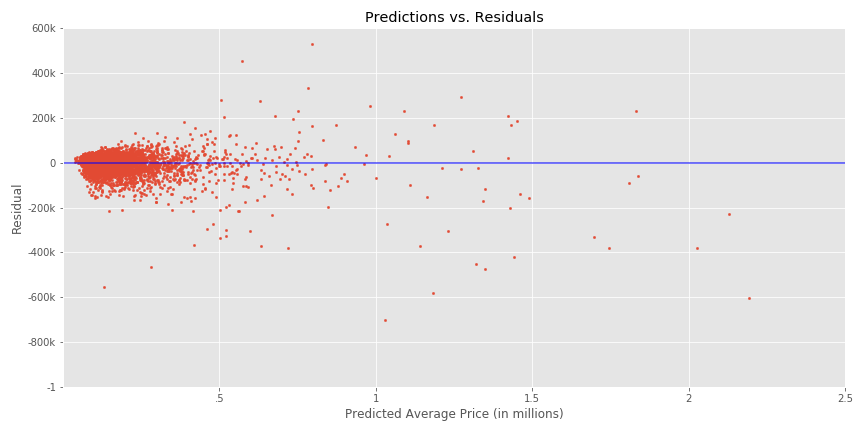 Predictions vs. Residuals
600k
400k
200k
0
-200k
-400k
-600k
-800k
-1
Residual
.5
1
1.5
2
2.5
Predicted Average Price (in millions)